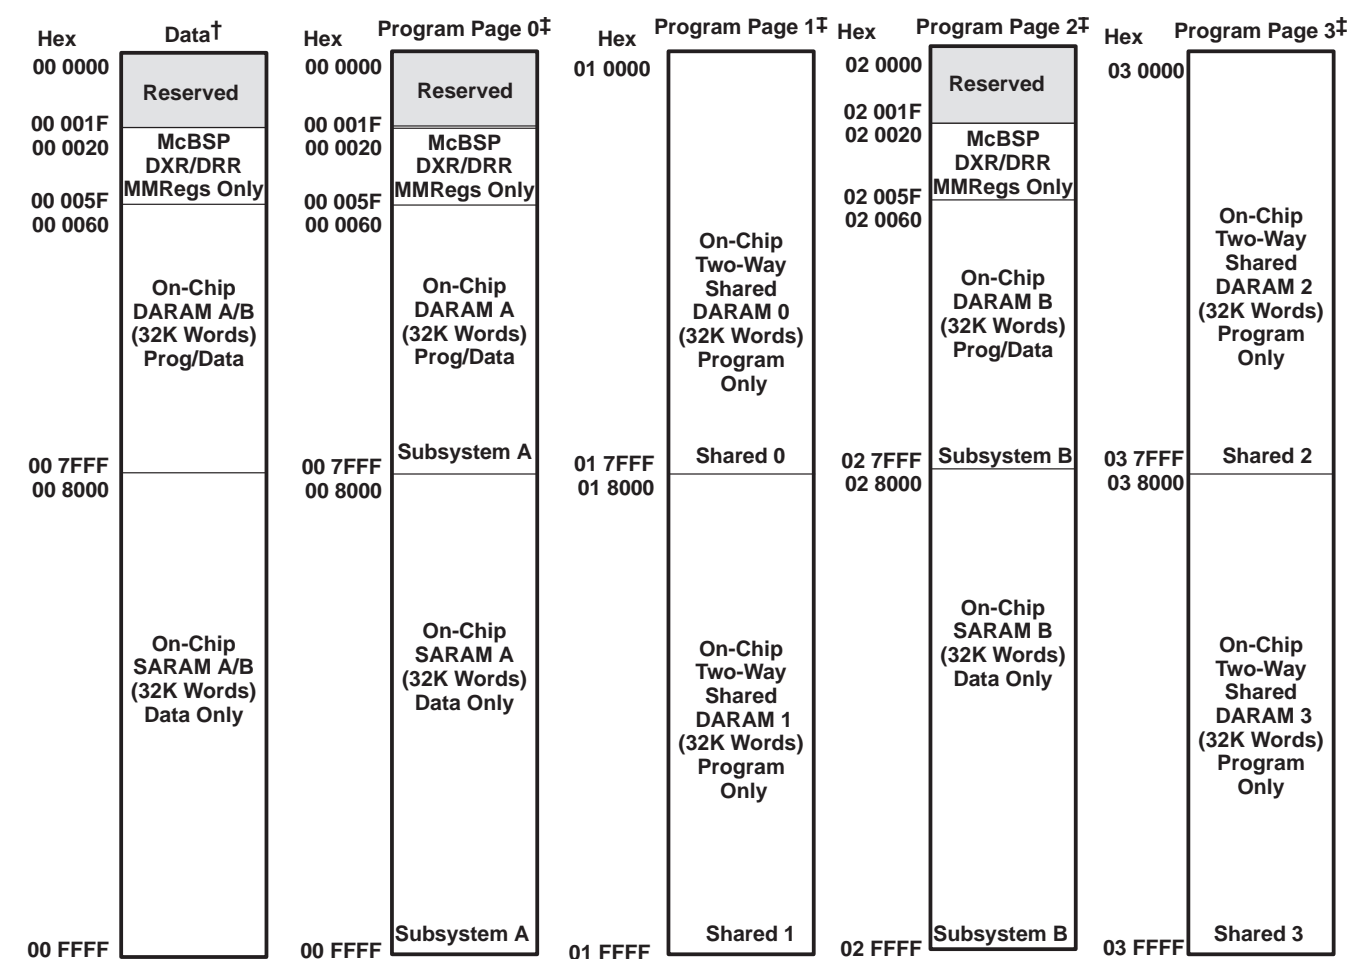 Hex
Data†
00 0000
Reserved
00 001F
00 0020
McBSP
DXR/DRR
MMRegs Only
00 005F
00 0060
On-Chip
DARAM A/B
(32K Words)
Prog/Data
00 7FFF
00 8000
On-Chip
SARAM A/B
(32K Words)
Data Only
00 FFFF
Hex
Program Page 0‡
00 0000
Reserved
00 001F
00 0020
McBSP
DXR/DRR
MMRegs Only
00 005F
00 0060
On-Chip
DARAM A
(32K Words)
Prog/Data
Subsystem A
00 7FFF
00 8000
On-Chip
SARAM A
(32K Words)
Data Only
Subsystem A
00 FFFF
Hex
Program Page 1‡
01 0000
On-Chip
Two-Way
Shared
DARAM 0
(32K Words)
Program
Only
Shared 0
01 7FFF
01 8000
On-Chip
Two-Way
Shared
DARAM 1
(32K Words)
Program
Only
Shared 1
01 FFFF
Hex
Program Page 2‡
02 0000
Reserved
02 001F
02 0020
McBSP
DXR/DRR
MMRegs Only
02 005F
02 0060
On-Chip
DARAM B
(32K Words)
Prog/Data
Subsystem B
02 7FFF
02 8000
On-Chip
SARAM B
(32K Words)
Data Only
Subsystem B
02 FFFF
Hex
Program Page 3‡
03 0000
On-Chip
Two-Way
Shared
DARAM 2
(32K Words)
Program
Only
Shared 2
03 7FFF
03 8000
On-Chip
Two-Way
Shared
DARAM 3
(32K Words)
Program
Only
Shared 3
03 FFFF